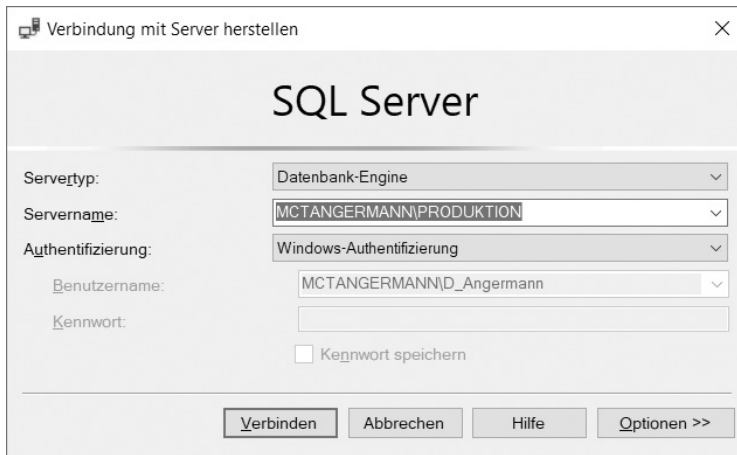 Verbindung mit Server herstellen
SQL Server
Servertyp: Datenbank-Engine
Servername: MCTANGERMANN\PRODUKTION
Authentifizierung: Windows-Authentifizierung
Benutzername: MCTANGERMANN\D_Angermann
Kennwort:
Kennwort speichern
Verbinden Abbrechen Hilfe Optionen >>